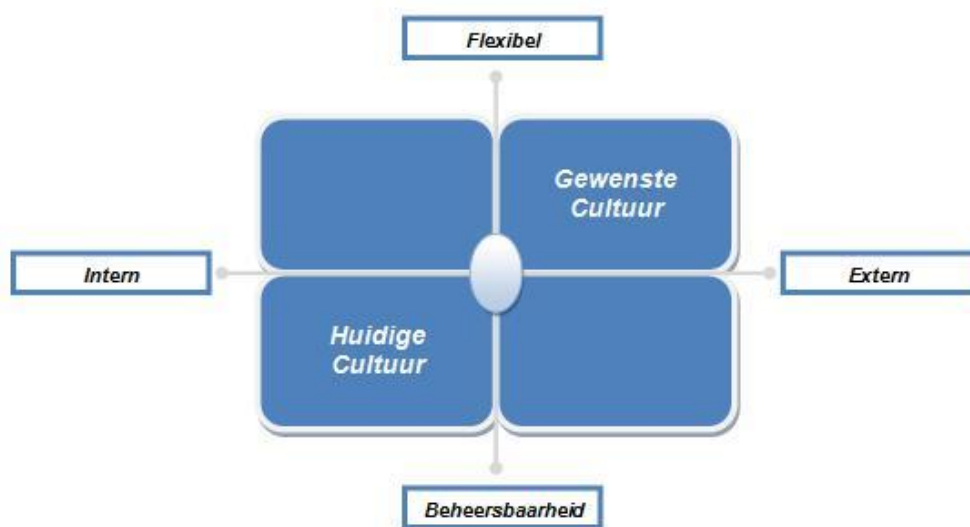 Flexibel
Gewenste
Cultuur
Intern
Extern
Huidige
Cultuur
Beheersbaarheid